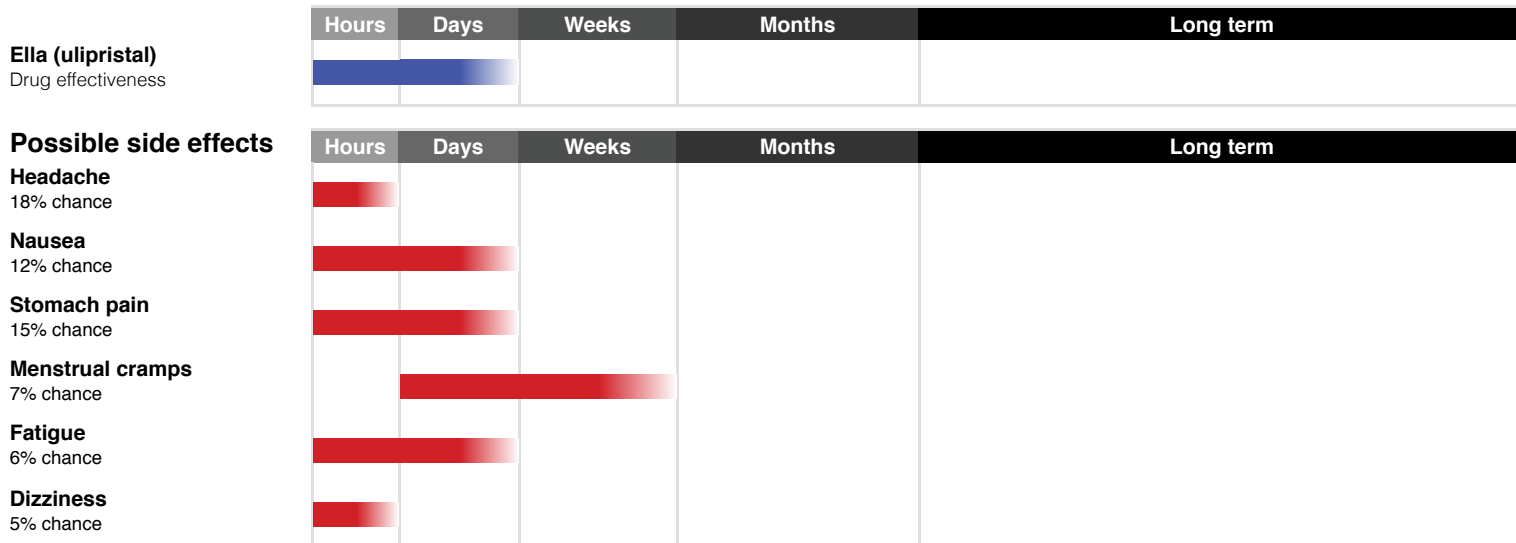 Hours Days Weeks Months Long term
Ella (ulipristal)
Drug effectiveness
Possible side effects
Hours Days Weeks Months Long term
Headache
18% chance
Nausea
12% chance
Stomach pain
15% chance
Menstrual cramps
7% chance
Fatigue
6% chance
Dizziness
5% chance